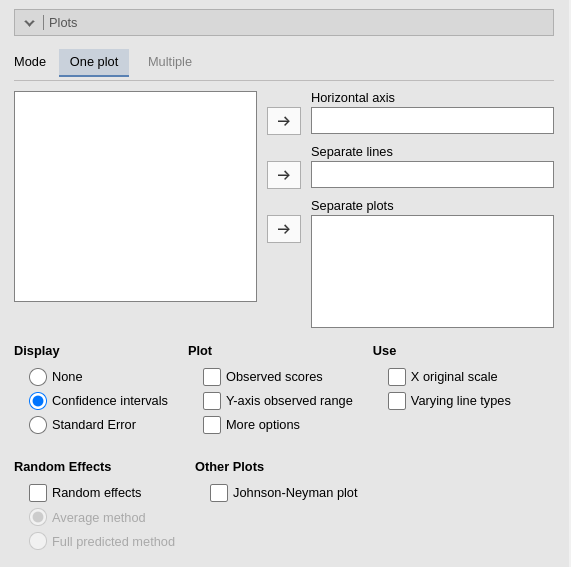 Plots
Mode One plot Multiple
Horizontal axis
Separate lines
Separate plots
Display Plot Use
None Observed scores X original scale
Confidence intervals Y-axis observed range Varying line types
Standard Error More options
Random Effects Other Plots
Random effects Johnson-Neyman plot
Average method
Full predicted method